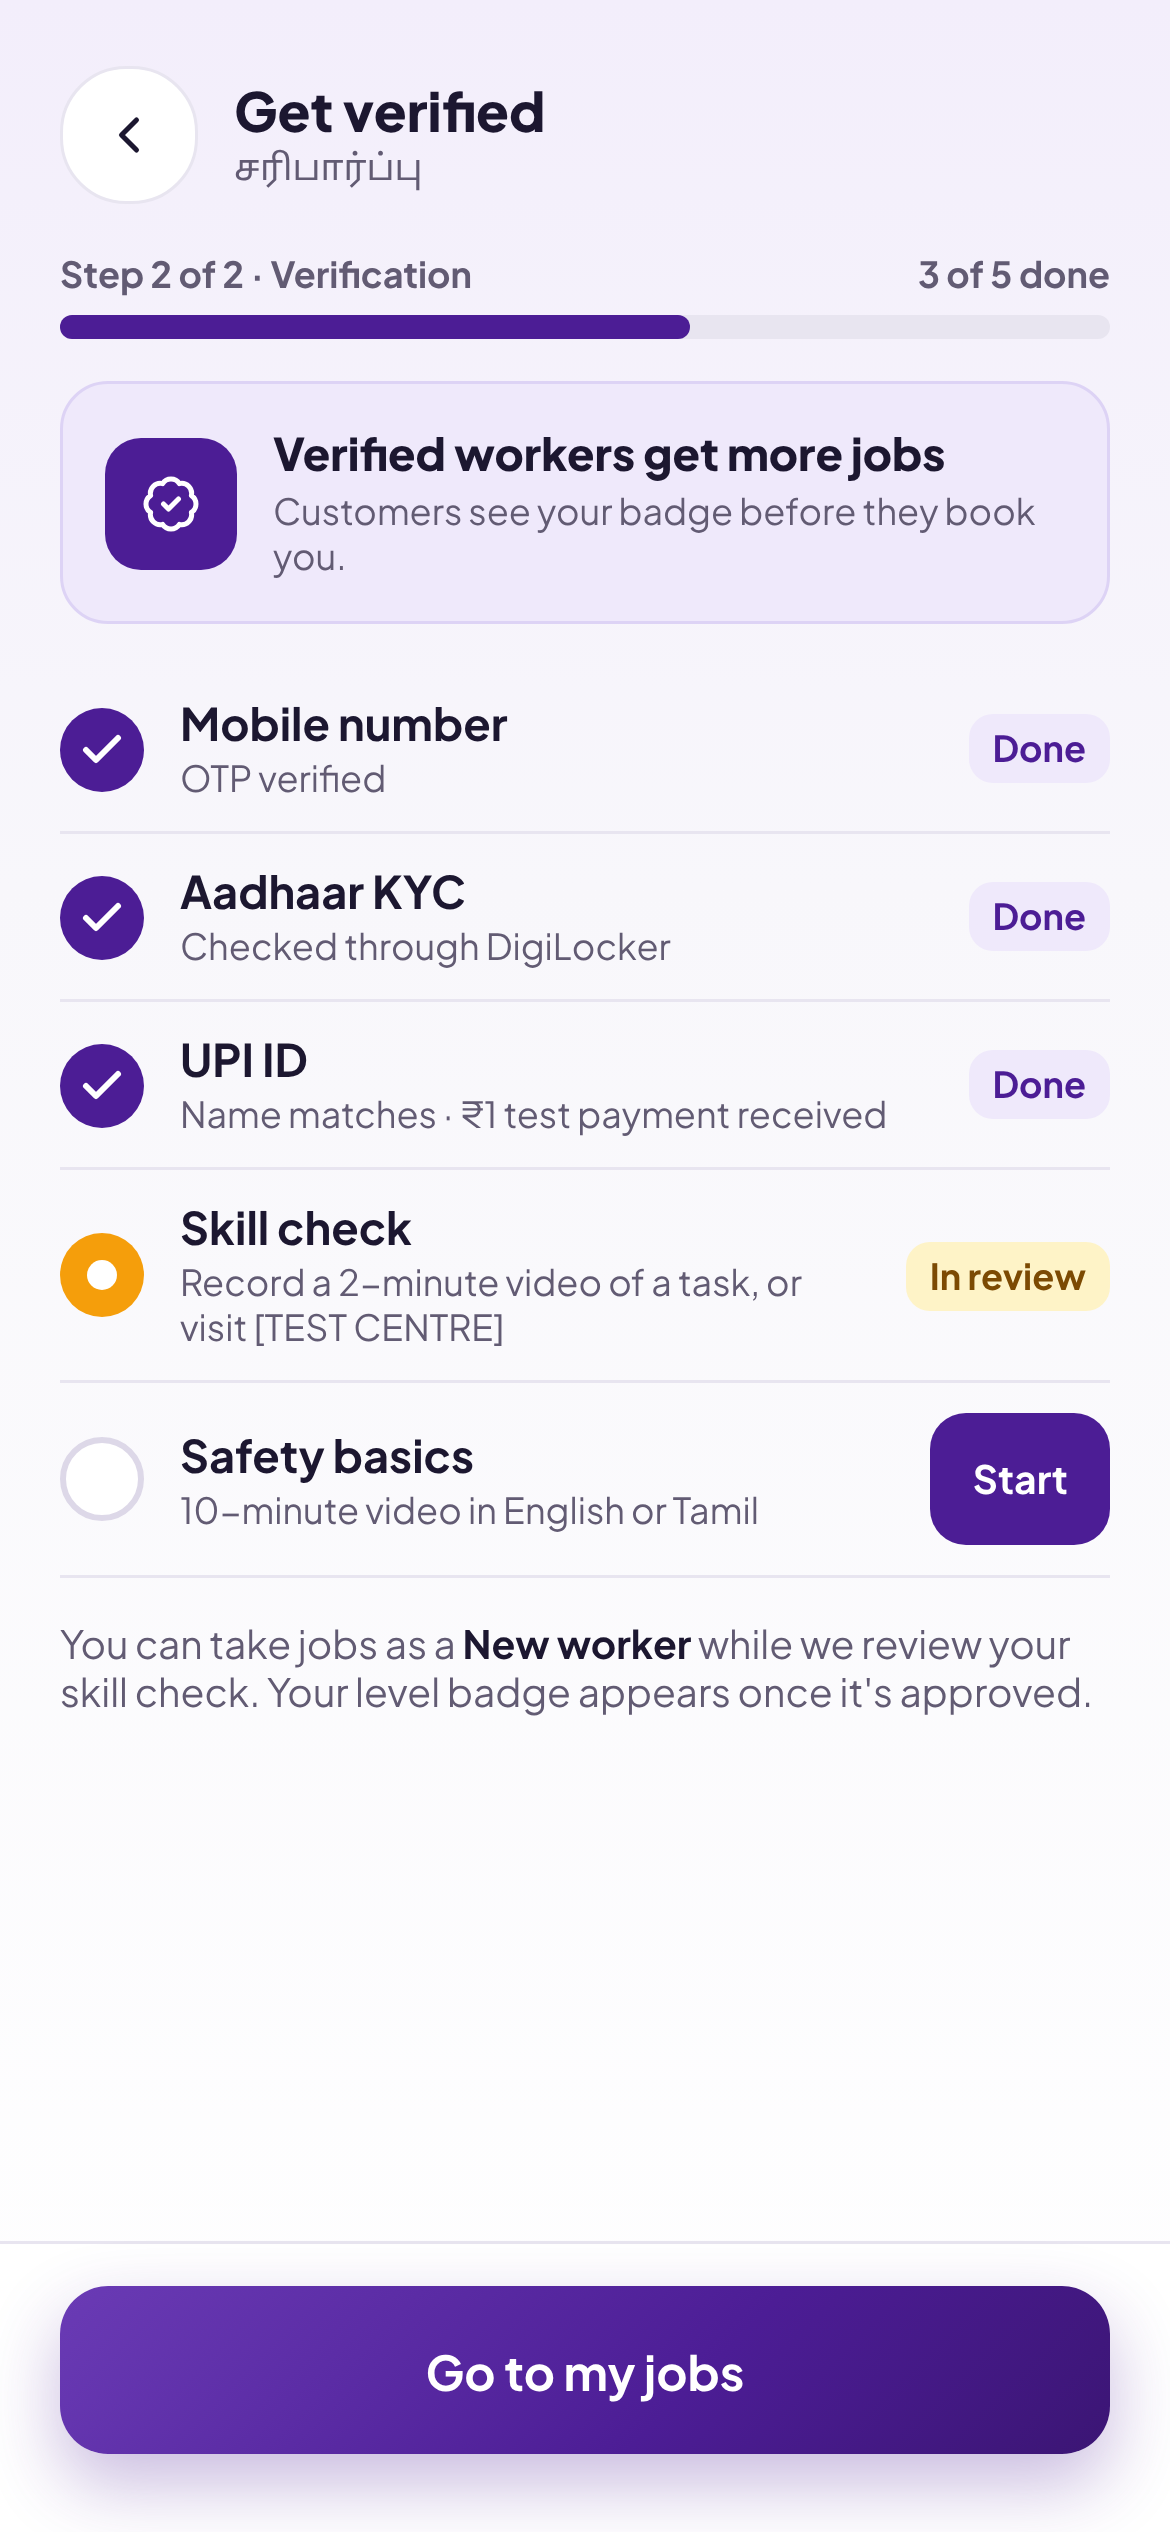 Get verified
சரிபார்ப்பு
Step 2 of 2 · Verification
3 of 5 done
Verified workers get more jobs
Customers see your badge before they book
you.
Mobile number
OTP verified
Done
Aadhaar KYC
Checked through DigiLocker
Done
UPI ID
Name matches · ₹1 test payment received
Done
Skill check
Record a 2–minute video of a task, or
visit [TEST CENTRE]
In review
Safety basics
10–minute video in English or Tamil
Start
You can take jobs as a New worker while we review your
skill check. Your level badge appears once it's approved.
Go to my jobs